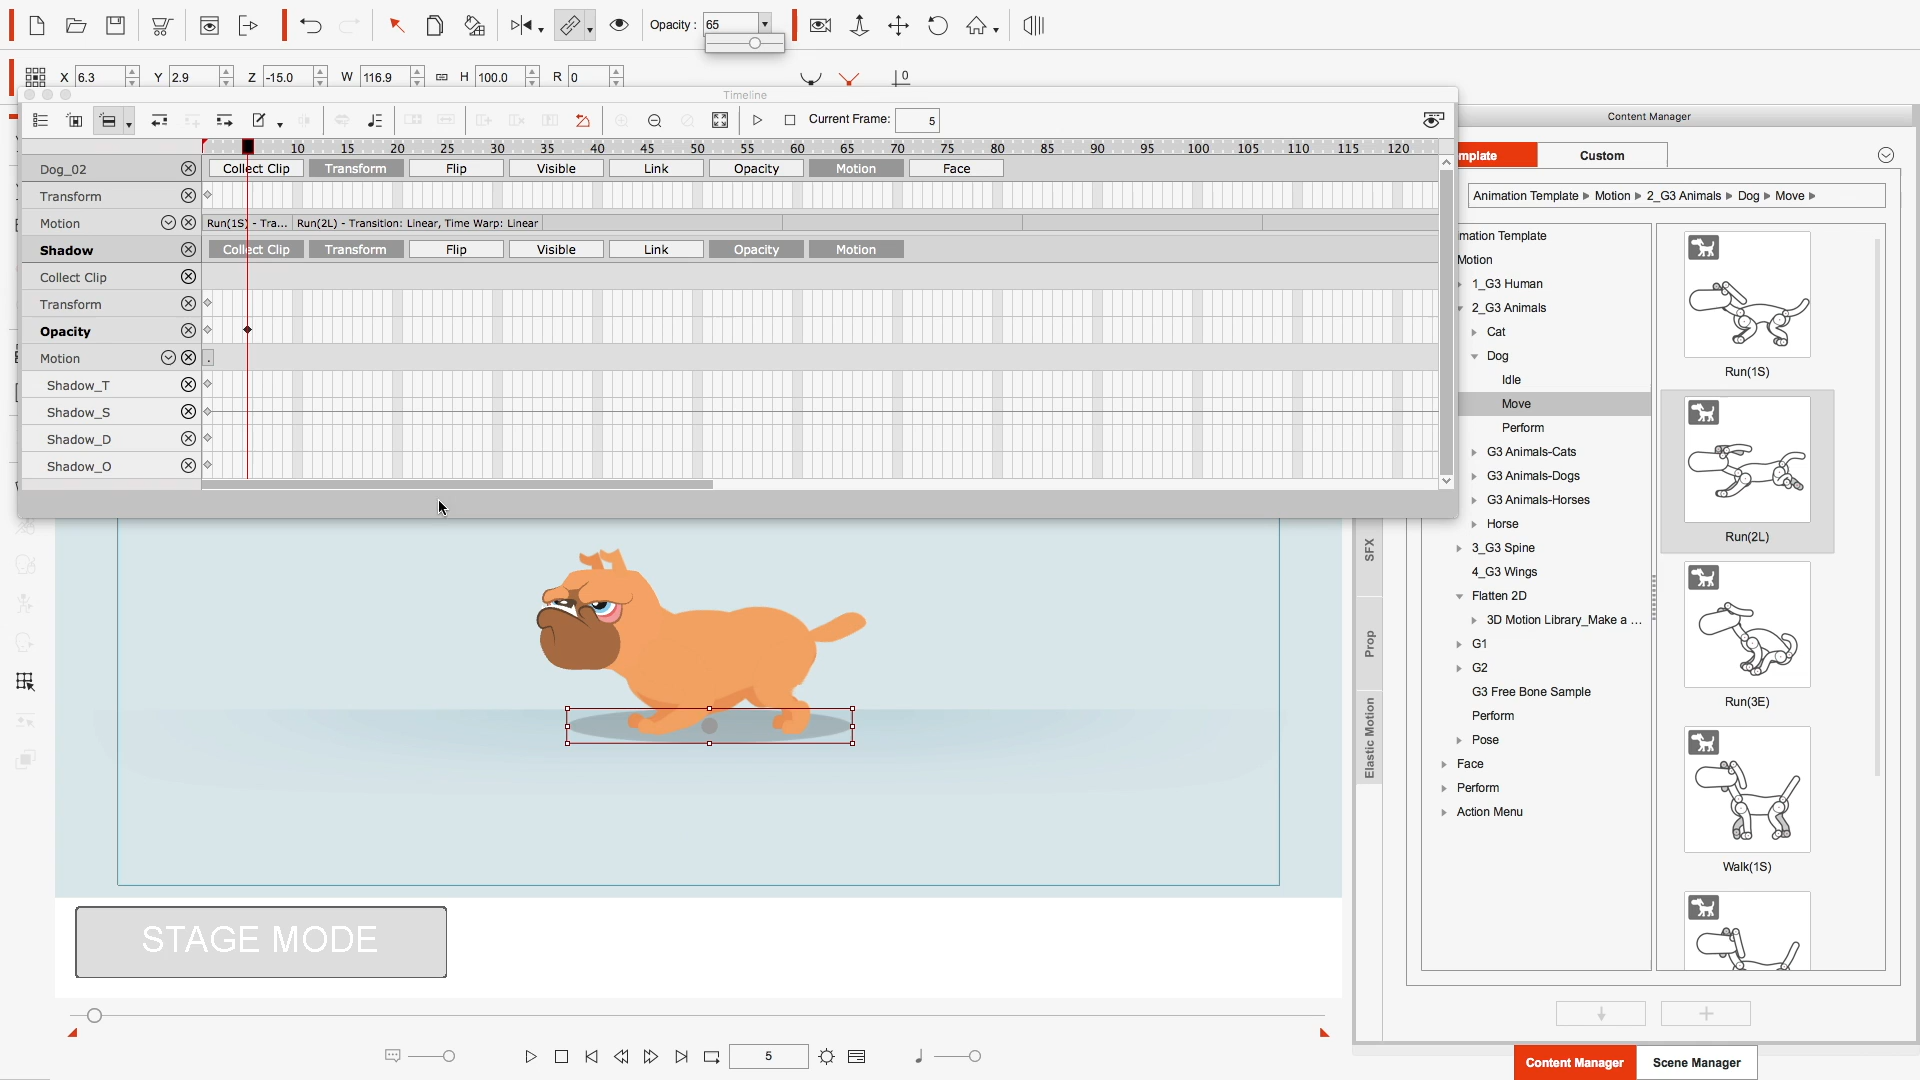 Opacity : 65
X 6.3 Y 2.9 Z -15.0 W 116.9 H 100.0 R 0 0
Timeline
Current Frame: 5
10 15 20 25 30 35 40 45 50 55 60 65 70 75 80 85 90 95 100 105 110 115 120
Dog_02 Collect Clip Transform Flip Visible Link Opacity Motion Face
Transform
Motion Run(1S) - Tra... Run(2L) - Transition: Linear, Time Warp: Linear
Shadow Collect Clip Transform Flip Visible Link Opacity Motion
Collect Clip
Transform
Opacity
Motion .
Shadow_T
Shadow_S
Shadow_D
Shadow_O
STAGE MODE
5
SFX
Prop
Elastic Motion
Content Manager
mplate Custom
Animation Template Motion 2_G3 Animals Dog Move
mation Template
Motion
1_G3 Human
2_G3 Animals
Cat
Dog
Idle
Move
Perform
G3 Animals-Cats
G3 Animals-Dogs
G3 Animals-Horses
Horse
3_G3 Spine
4_G3 Wings
Flatten 2D
3D Motion Library_Make a ...
G1
G2
G3 Free Bone Sample
Perform
Pose
Face
Perform
Action Menu
Run(1S)
Run(2L)
Run(3E)
Walk(1S)
Content Manager Scene Manager